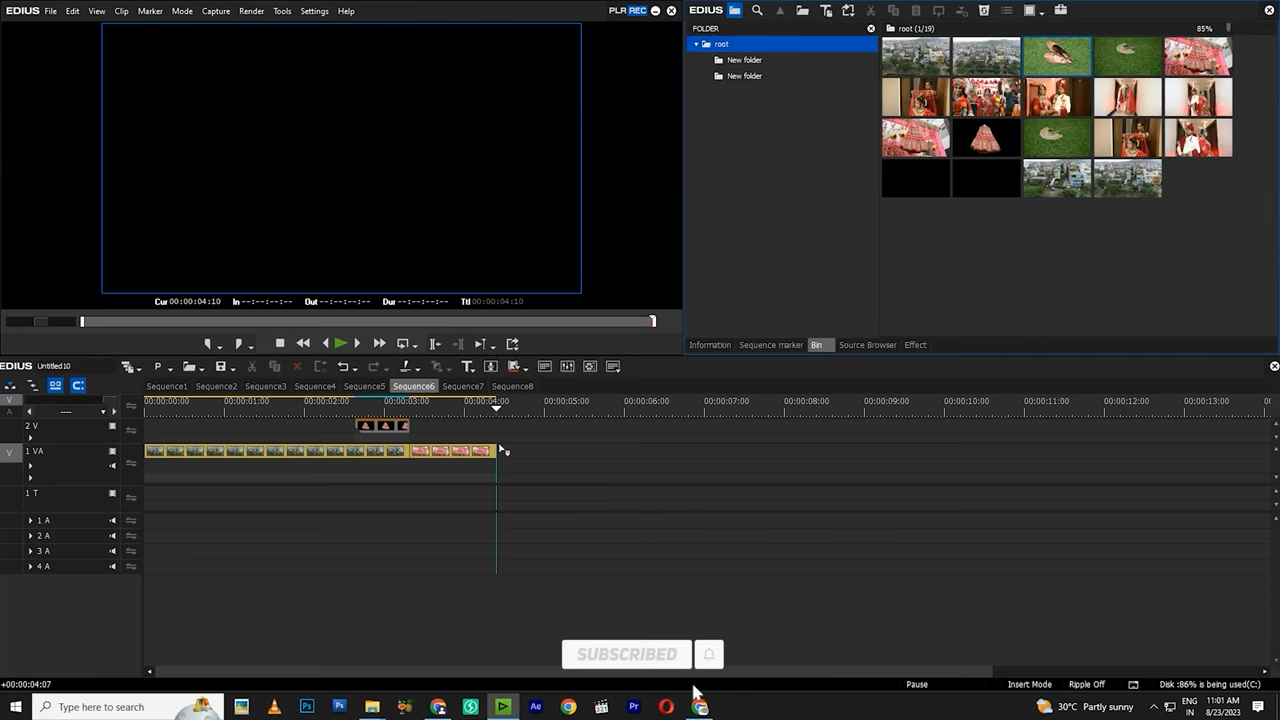 EDIUS File Edit View Clip Marker Mode Capture Render Tools Settings Help PLR REC
EDIUS
FOLDER
root (1/19) 85%
root
New folder
New folder
Cur 00:00:04:10 In --:--:--:-- Out --:--:--:-- Dur --:--:--:-- Ttl 00:00:04:10
Information Sequence marker Bin Source Browser Effect
EDIUS Untitled10
Sequence1 Sequence2 Sequence3 Sequence4 Sequence5 Sequence6 Sequence7 Sequence8
V
A
00:00:00:00 00:00:01:00 00:00:02:00 00:00:03:00 00:00:04:00 00:00:05:00 00:00:06:00 00:00:07:00 00:00:08:00 00:00:09:00 00:00:10:00 00:00:11:00 00:00:12:00 00:00:13:00
2 V
V 1 VA
1 T
1 A
2 A
3 A
4 A
SUBSCRIBED
+00:00:04:07 Pause Insert Mode Ripple Off Disk :86% is being used(C:)
Type here to search 30°C Partly sunny ENG IN 11:01 AM 8/23/2023